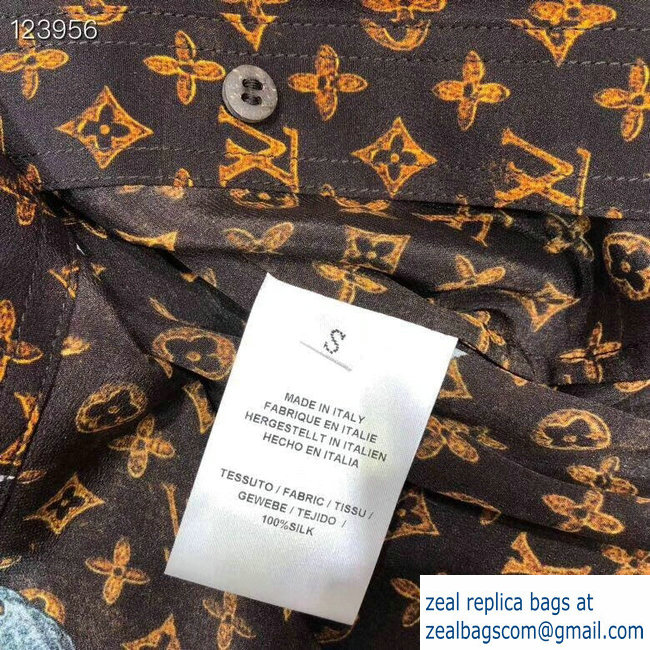 123956
S
MADE IN ITALY
FABRIQUE EN ITALIE
HERGESTELLT IN ITALIEN
HECHO EN ITALIA
TESSUTO / FABRIC / TISSU /
GEWEBE / TEJIDO /
100%SILK
zeal replica bags at
zealbagscom@gmail.com